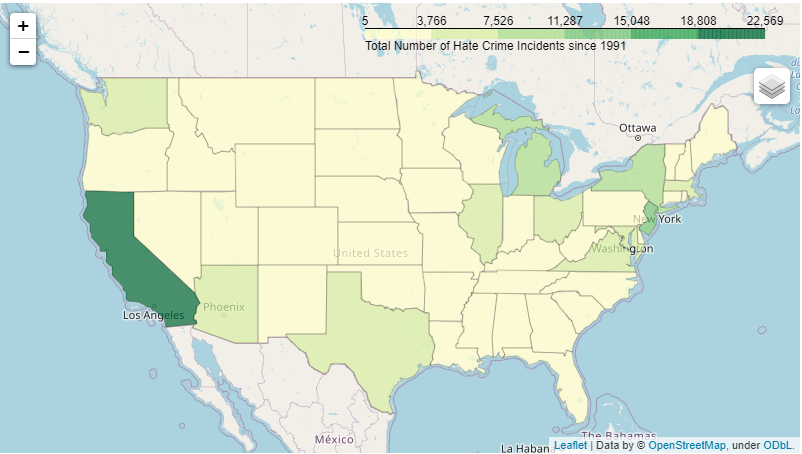 +
−
5 3,766 7,526 11,287 15,048 18,808 22,569
Total Number of Hate Crime Incidents since 1991
Ottawa
New York
United States
Washington
Phoenix
Los Angeles
México
The Bahamas
La Haban
Leaflet | Data by © OpenStreetMap, under ODbL.